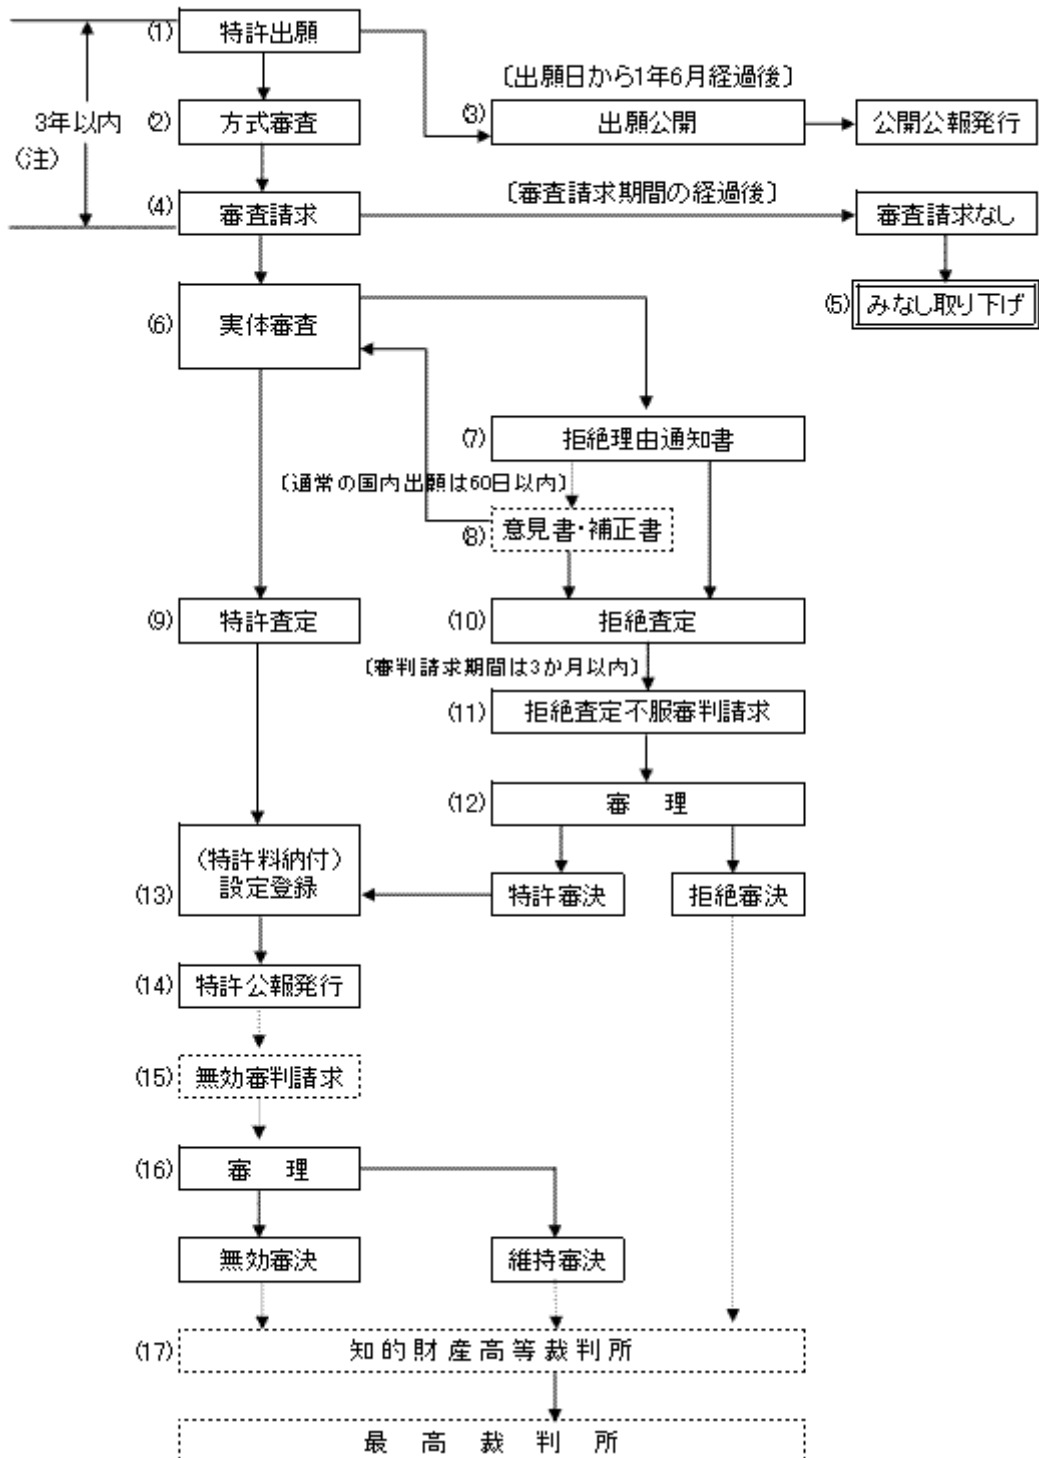 (1) 特許出願
〔出願日から1年6月経過後〕
3年以内
(注)
(2) 方式審査
(3) 出願公開
公開公報発行
(4) 審査請求
〔審査請求期間の経過後〕
審査請求なし
(5) みなし取り下げ
(6) 実体審査
(7) 拒絶理由通知書
〔通常の国内出願は60日以内〕
(8) 意見書・補正書
(9) 特許査定
(10) 拒絶査定
〔審判請求期間は3か月以内〕
(11) 拒絶査定不服審判請求
(12) 審 理
(13) (特許料納付)
設定登録
特許審決
拒絶審決
(14) 特許公報発行
(15) 無効審判請求
(16) 審 理
無効審決
維持審決
(17) 知的財産高等裁判所
最 高 裁 判 所